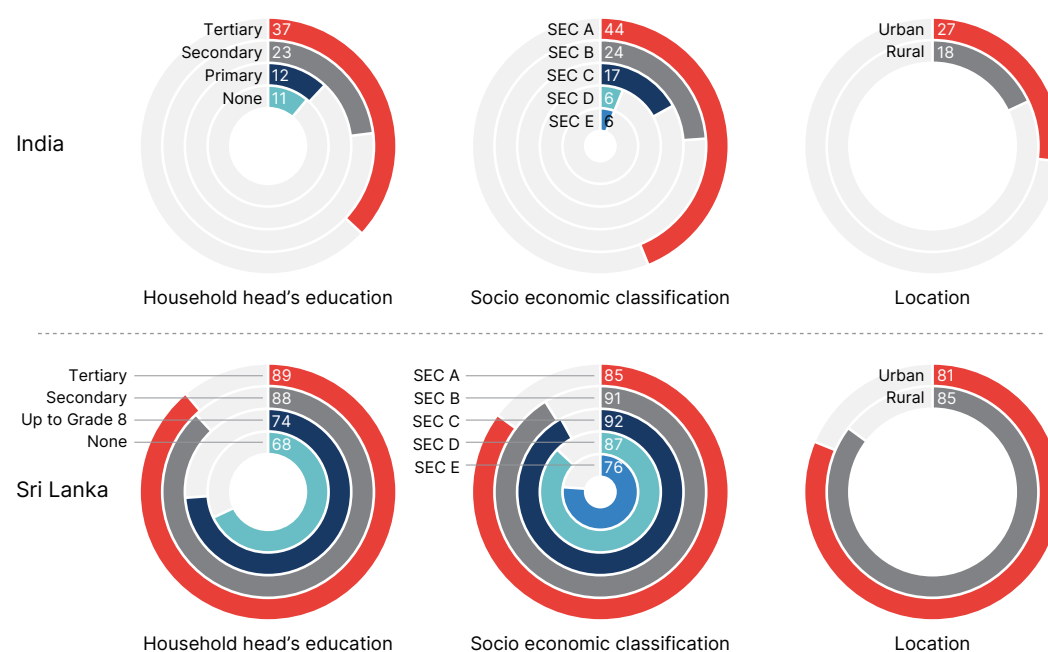 India
Tertiary 37
Secondary 23
Primary 12
None 11
Household head's education
SEC A 44
SEC B 24
SEC C 17
SEC D 6
SEC E 6
Socio economic classification
Urban 27
Rural 18
Location
Sri Lanka
Tertiary 89
Secondary 88
Up to Grade 8 74
None 68
Household head's education
SEC A 85
SEC B 91
SEC C 92
SEC D 87
SEC E 76
Socio economic classification
Urban 81
Rural 85
Location